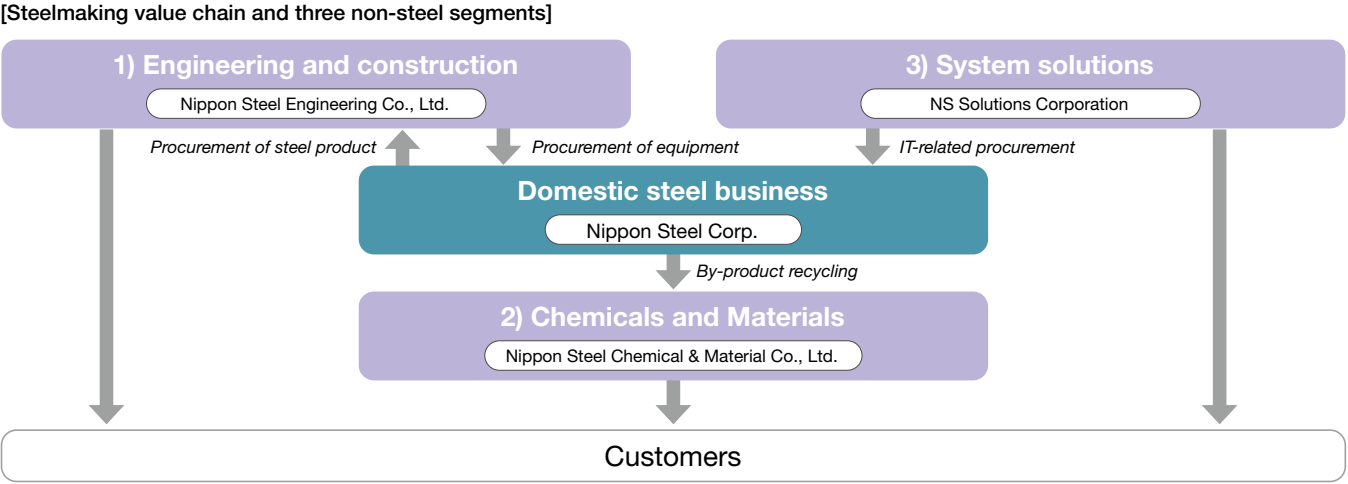 [Steelmaking value chain and three non-steel segments]
1) Engineering and construction
Nippon Steel Engineering Co., Ltd.
3) System solutions
NS Solutions Corporation
Procurement of steel product
Procurement of equipment
IT-related procurement
Domestic steel business
Nippon Steel Corp.
By-product recycling
2) Chemicals and Materials
Nippon Steel Chemical & Material Co., Ltd.
Customers